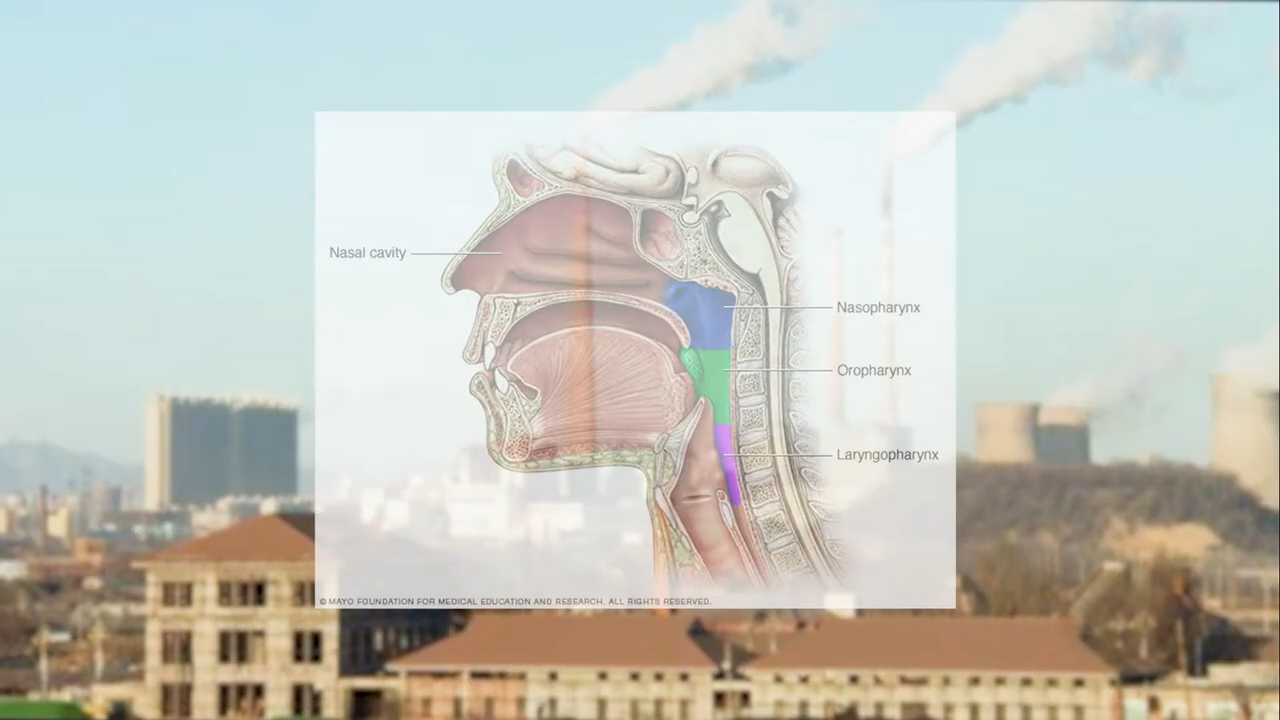 Nasal cavity
Nasopharynx
Oropharynx
Laryngopharynx
© MAYO FOUNDATION FOR MEDICAL EDUCATION AND RESEARCH. ALL RIGHTS RESERVED.